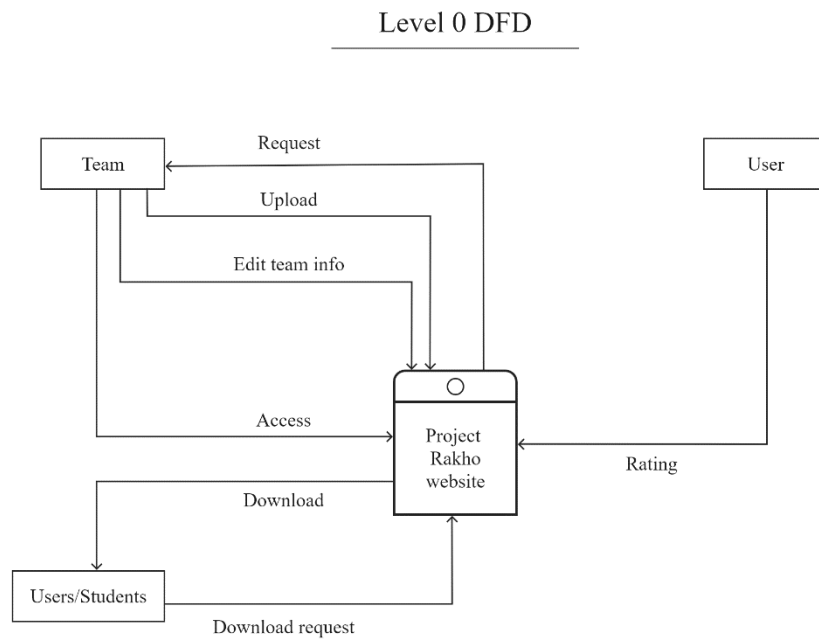 Level 0 DFD
Request
Team
User
Upload
Edit team info
Access
Project
Rakho
website
Rating
Download
Users/Students
Download request